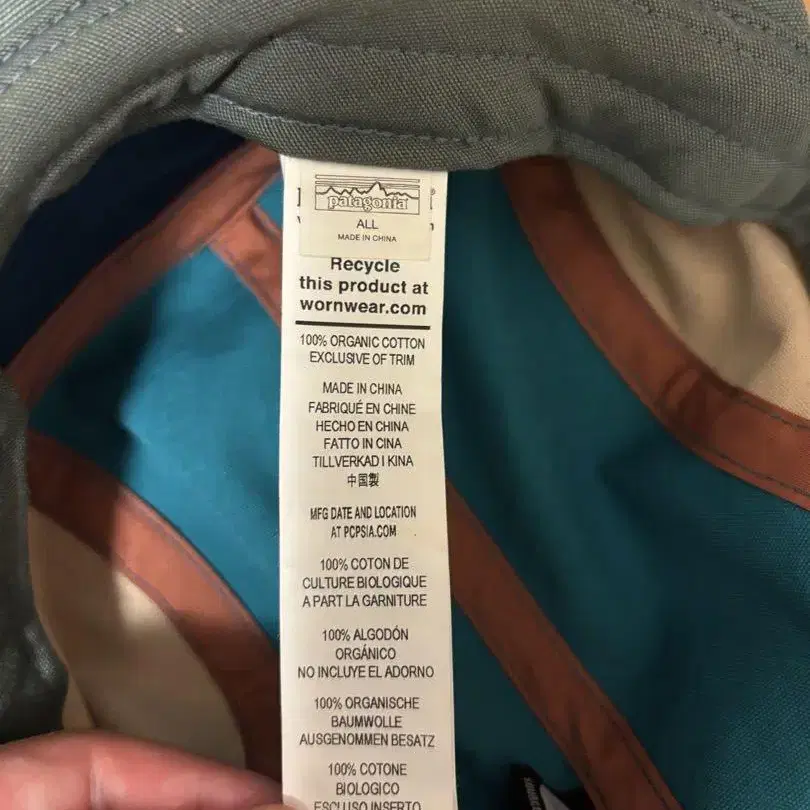 patagonia
ALL
MADE IN CHINA
Recycle
this product at
wornwear.com
100% ORGANIC COTTON
EXCLUSIVE OF TRIM
MADE IN CHINA
FABRIQUÉ EN CHINE
HECHO EN CHINA
FATTO IN CINA
TILLVERKAD I KINA
中国製
MFG DATE AND LOCATION
AT PCPSIA.COM
100% COTON DE
CULTURE BIOLOGIQUE
A PART LA GARNITURE
100% ALGODÓN
ORGÁNICO
NO INCLUYE EL ADORNO
100% ORGANISCHE
BAUMWOLLE
AUSGENOMMEN BESATZ
100% COTONE
BIOLOGICO
ESCLUSO INSERTO